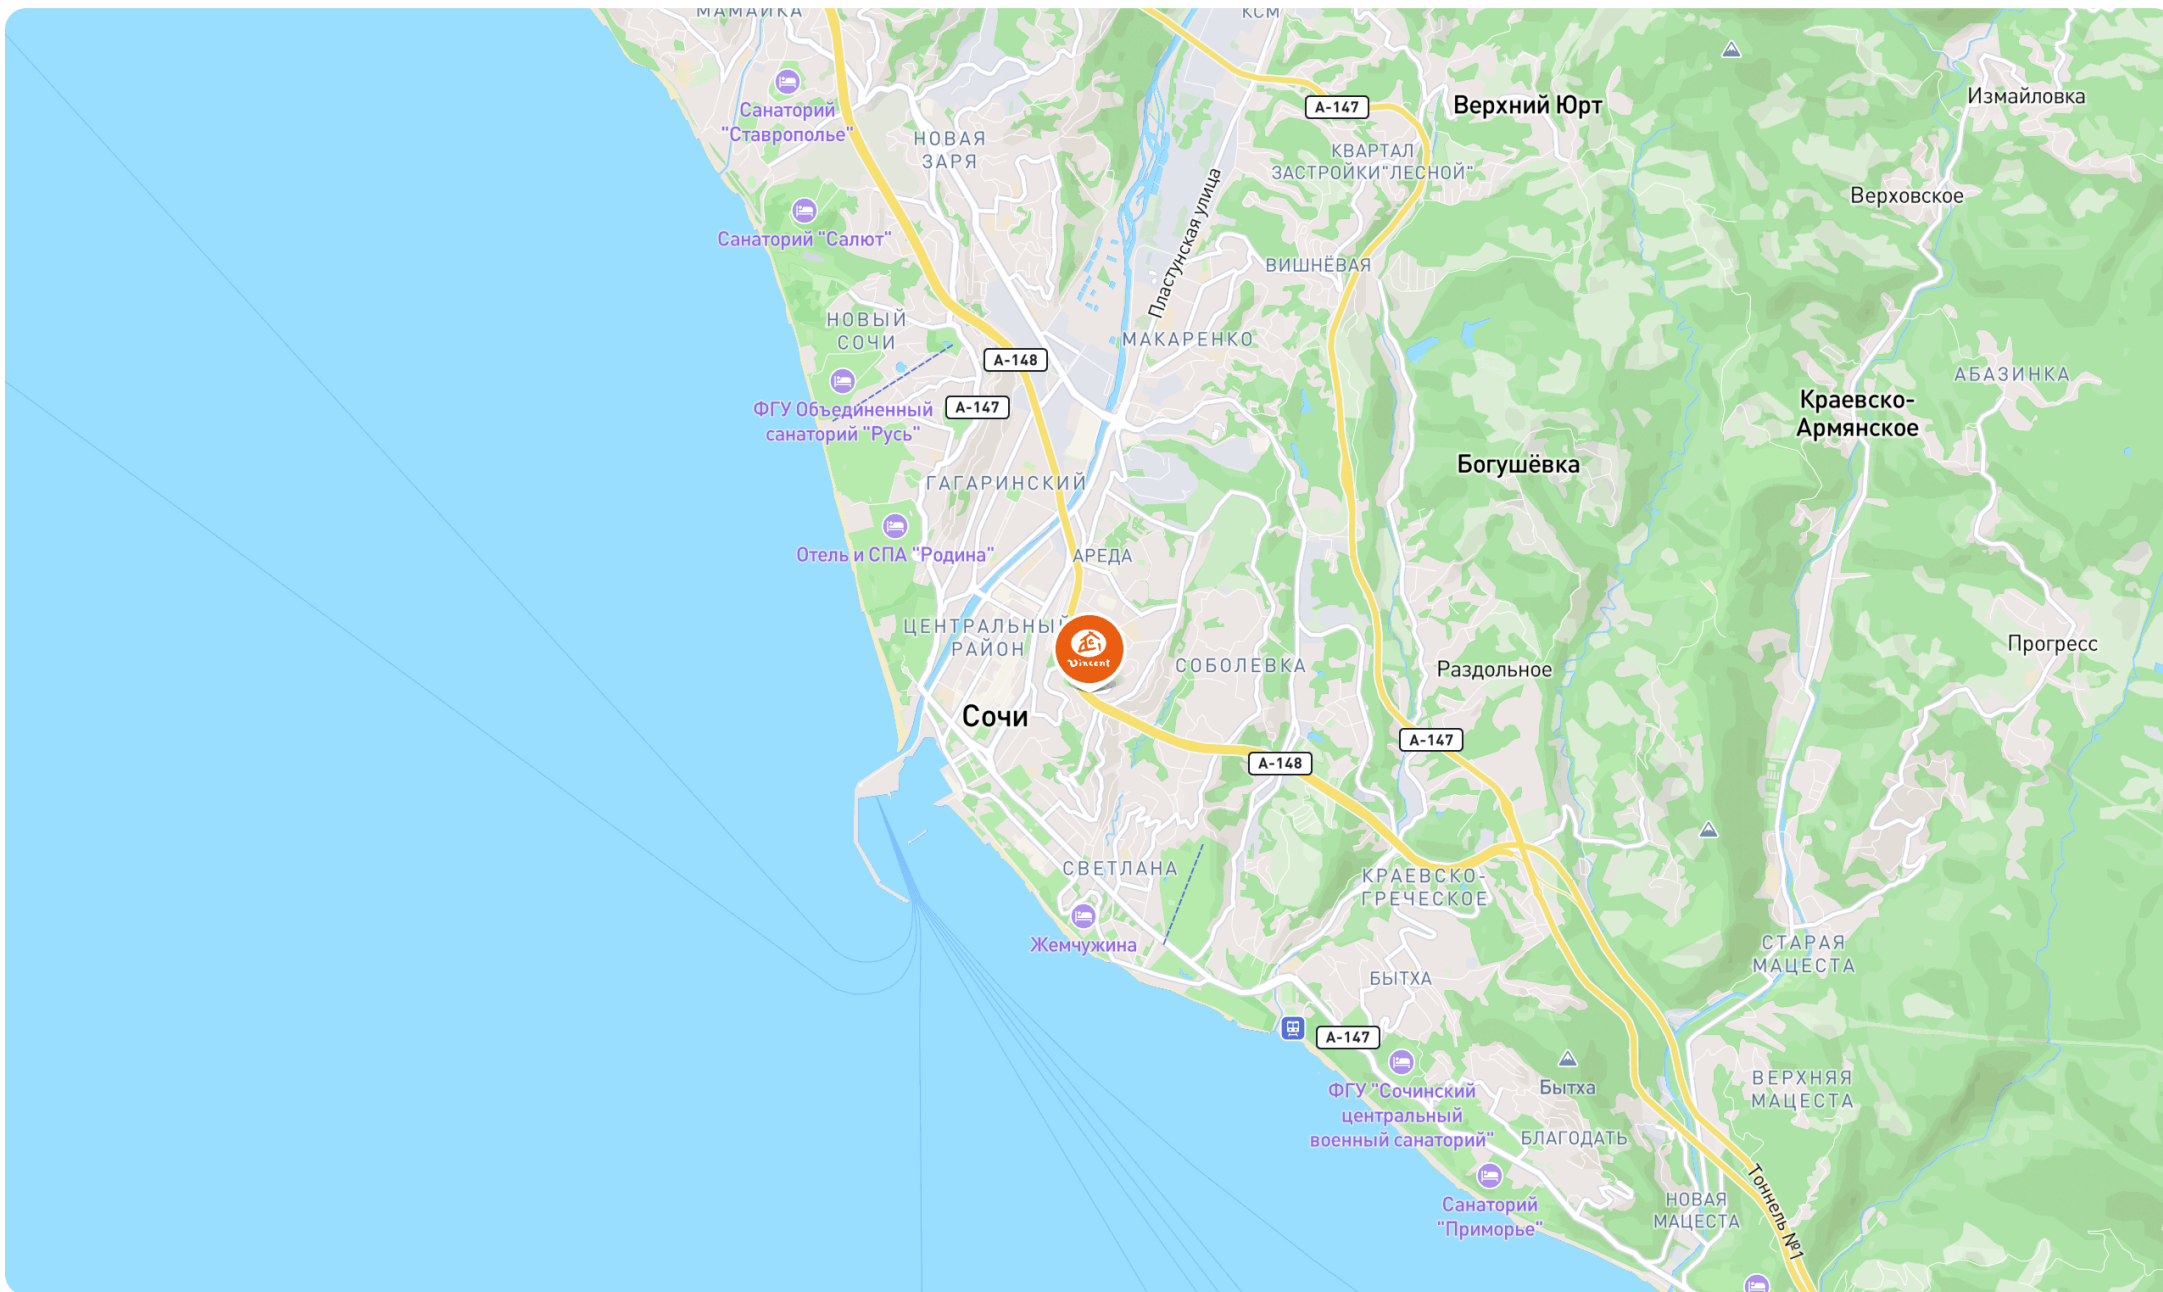 МАМАЙКА
КСМ
Санаторий
"Ставрополье"
НОВАЯ
ЗАРЯ
А-147
Верхний Юрт
Измайловка
КВАРТАЛ
ЗАСТРОЙКИ"ЛЕСНОЙ"
Верховское
Санаторий "Салют"
Пластунская улица
ВИШНЁВАЯ
НОВЫЙ
СОЧИ
МАКАРЕНКО
А-148
АБАЗИНКА
ФГУ Объединенный
санаторий "Русь"
А-147
Краевско-
Армянское
Богушёвка
ГАГАРИНСКИЙ
Отель и СПА "Родина"
АРЕДА
ЦЕНТРАЛЬНЫЙ
РАЙОН
Vincent
СОБОЛЕВКА
Раздольное
Прогресс
Сочи
А-147
А-148
СВЕТЛАНА
КРАЕВСКО-
ГРЕЧЕСКОЕ
Жемчужина
СТАРАЯ
МАЦЕСТА
БЫТХА
А-147
ФГУ "Сочинский
центральный
военный санаторий"
Бытха
ВЕРХНЯЯ
МАЦЕСТА
БЛАГОДАТЬ
Санаторий
"Приморье"
НОВАЯ
МАЦЕСТА
Тоннель №1